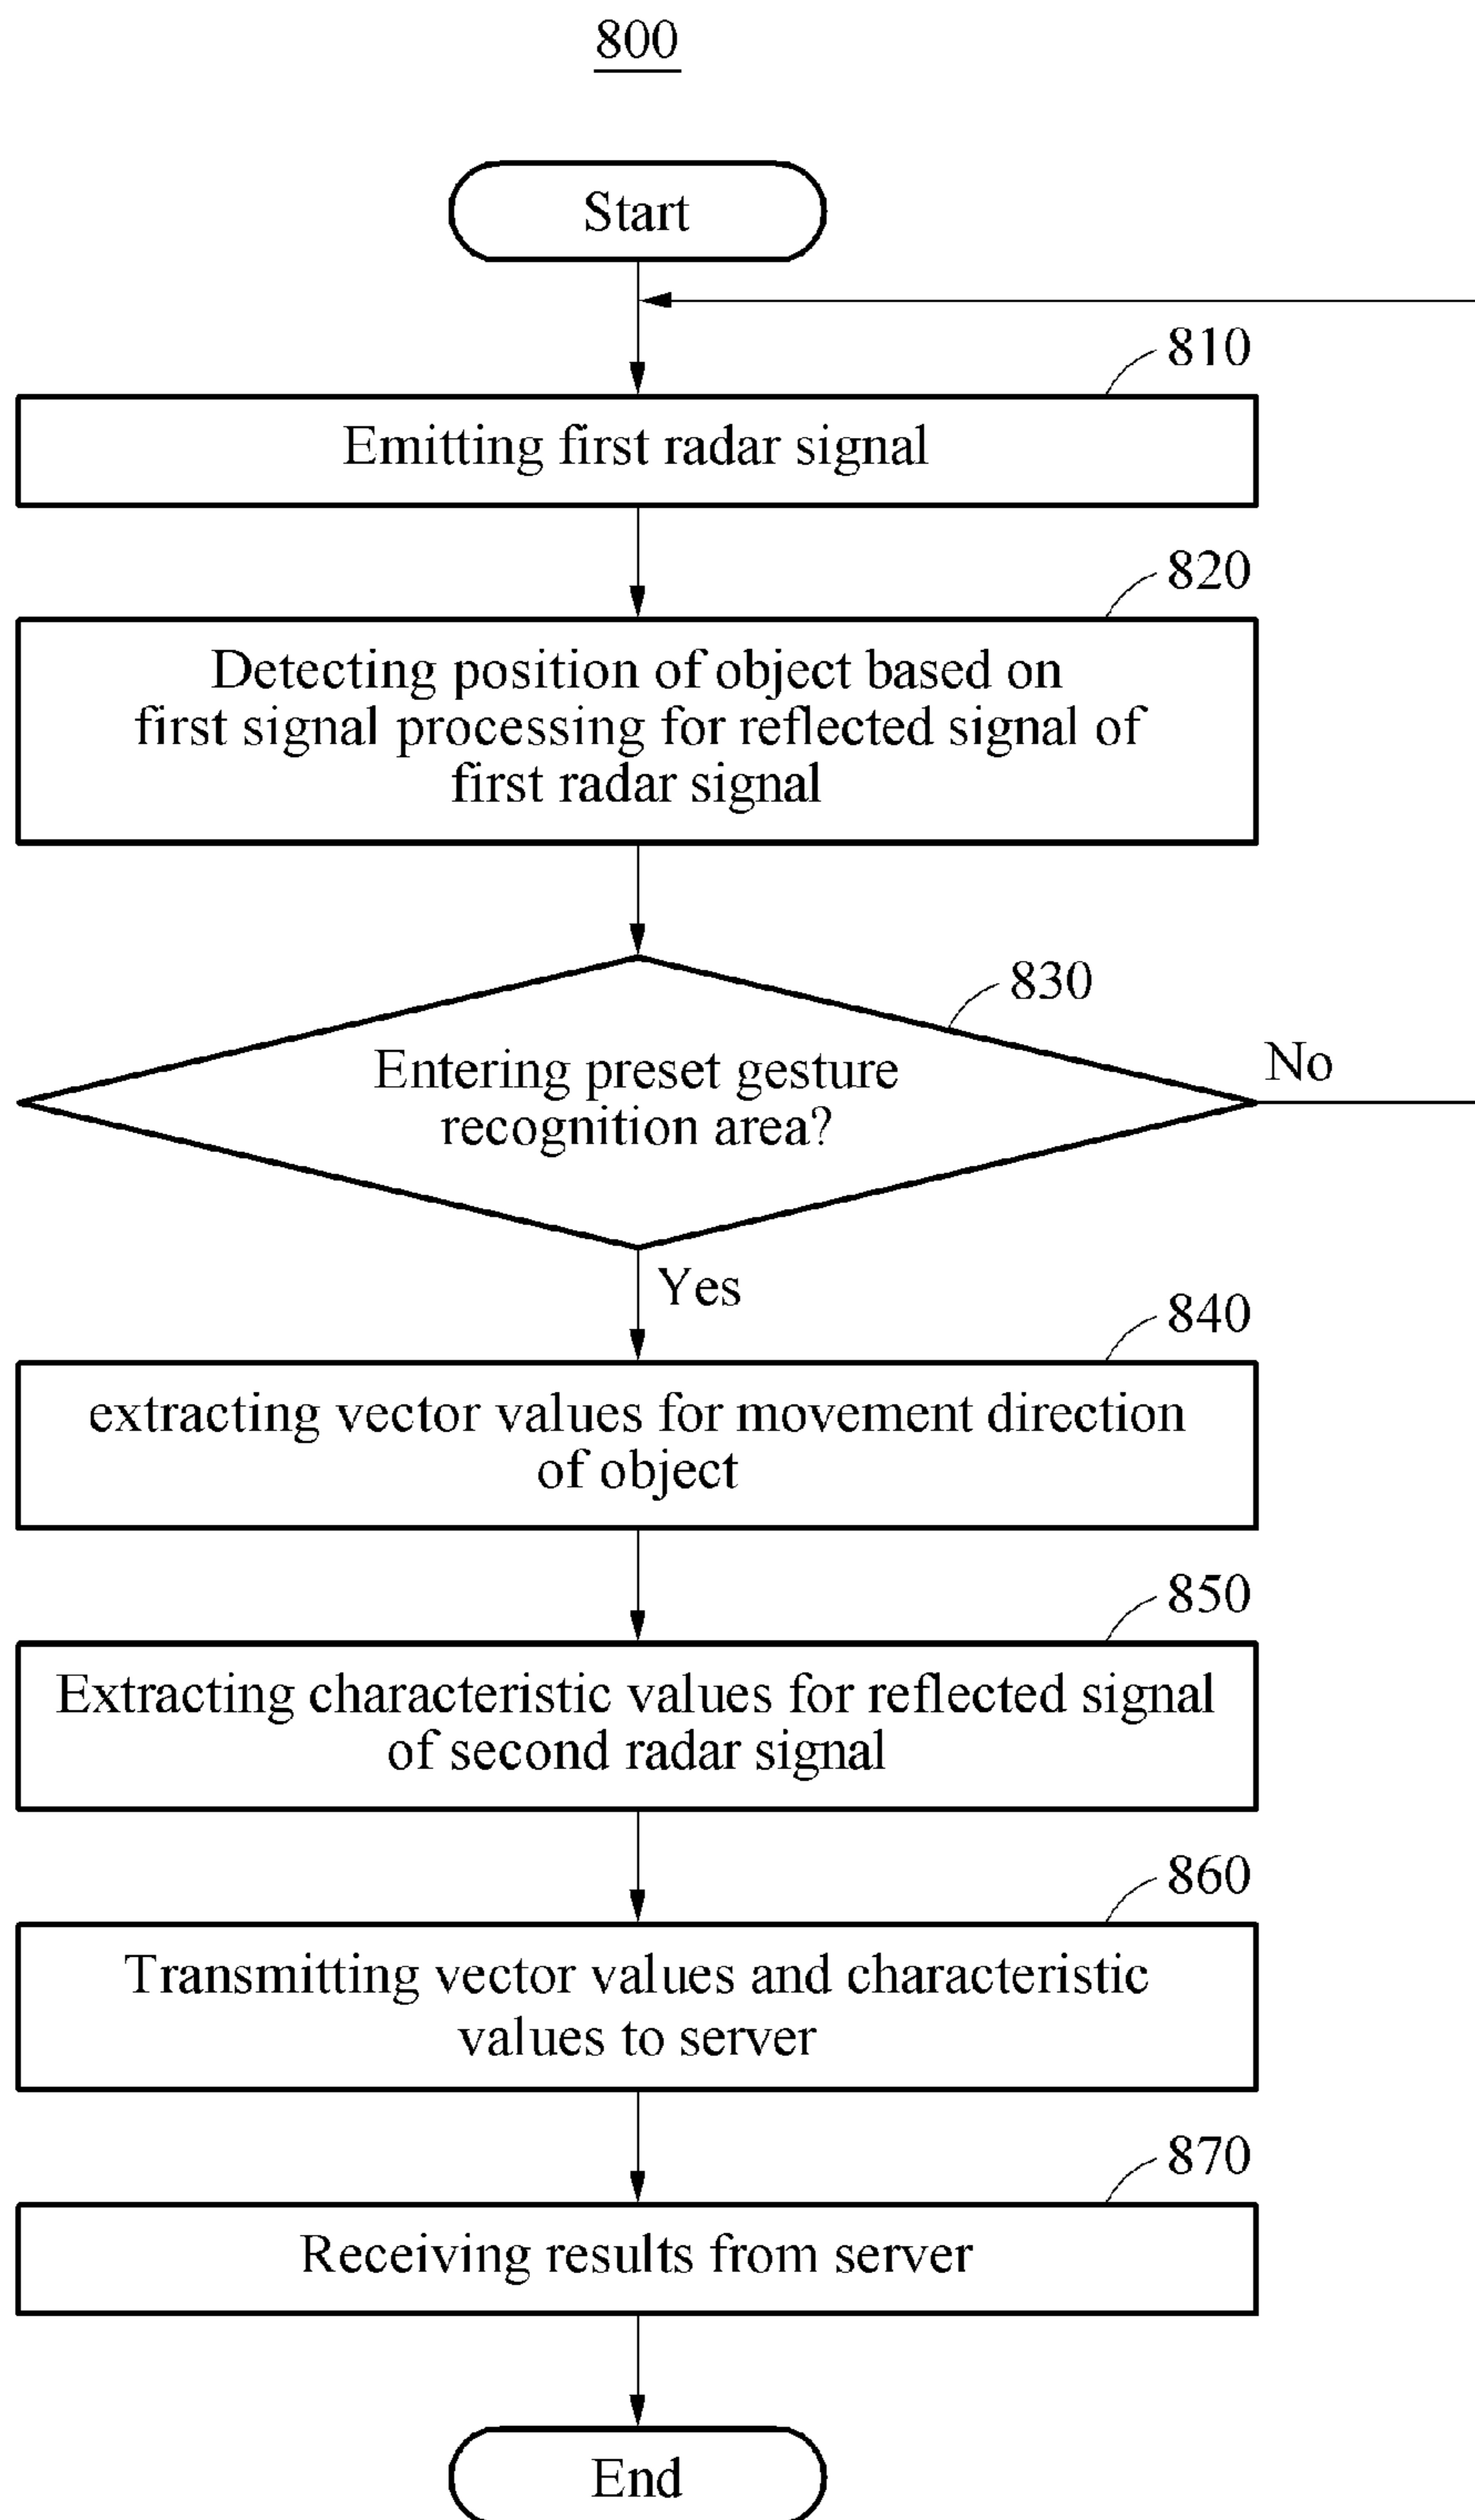 800
Start
810
Emitting first radar signal
820
Detecting position of object based on
first signal processing for reflected signal of
first radar signal
830
Entering preset gesture
recognition area?
No
Yes
840
extracting vector values for movement direction
of object
850
Extracting characteristic values for reflected signal
of second radar signal
860
Transmitting vector values and characteristic
values to server
870
Receiving results from server
End